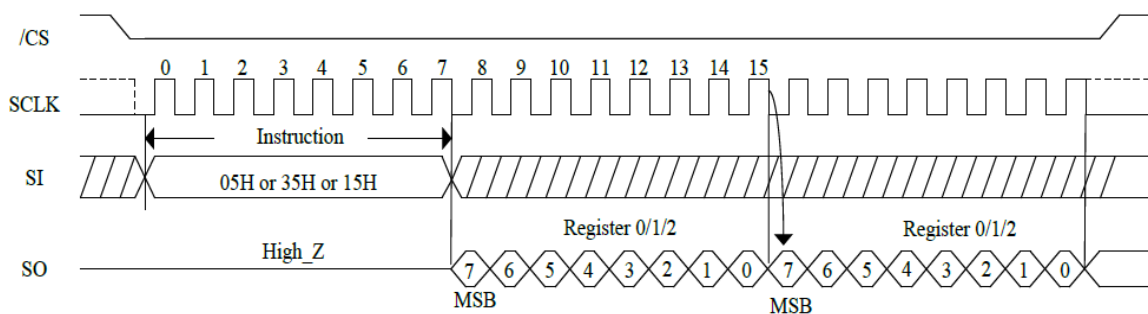 /CS
0 1 2 3 4 5 6 7 8 9 10 11 12 13 14 15
SCLK
Instruction
SI
05H or 35H or 15H
Register 0/1/2 Register 0/1/2
High_Z
SO
7 6 5 4 3 2 1 0 7 6 5 4 3 2 1 0
MSB MSB